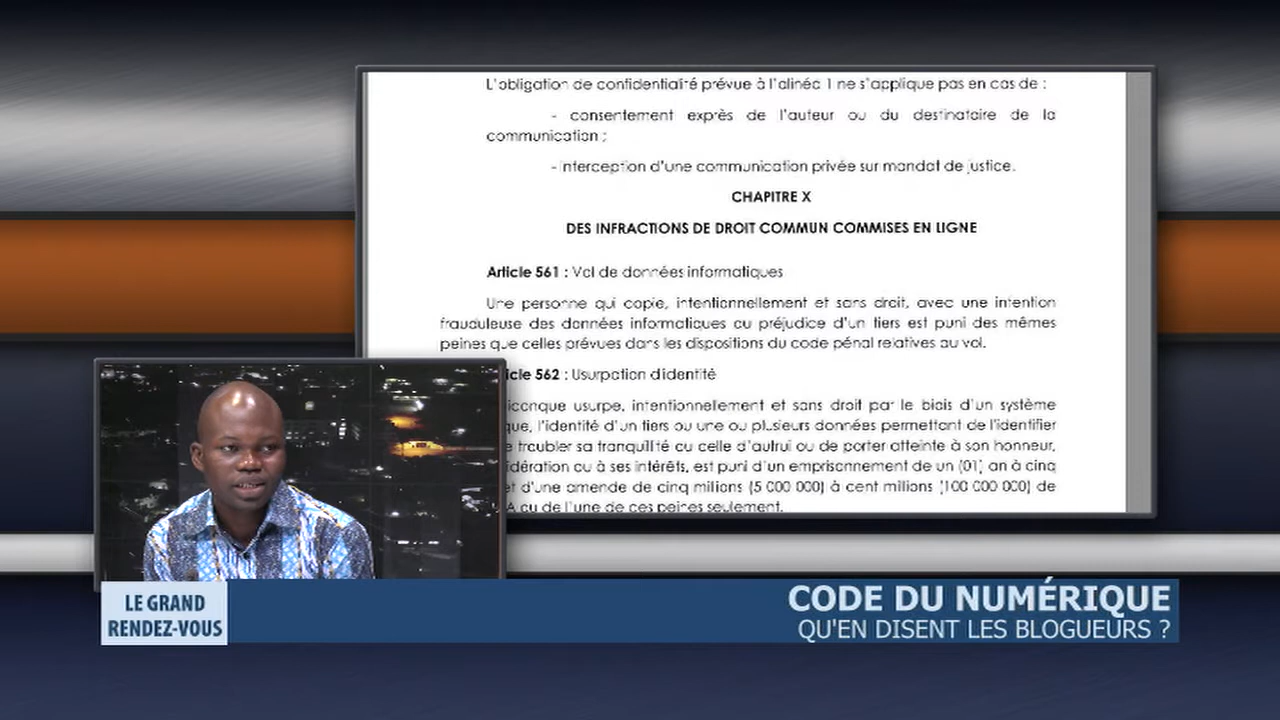 L'obligation de confidentialité prévue à l'alinéa 1 ne s'applique pas en cas de :
- consentement exprès de l'auteur ou du destinataire de la
communication ;
- interception d'une communication privée sur mandat de justice.
CHAPITRE X
DES INFRACTIONS DE DROIT COMMUN COMMISES EN LIGNE
Article 561 : Vol de données informatiques
Une personne qui copie, intentionnellement et sans droit, avec une intention
frauduleuse des données informatiques au préjudice d'un tiers est puni des mêmes
peines que celles prévues dans les dispositions du code pénal relatives au vol.
icle 562 : Usurpation d'identité
iconque usurpe, intentionnellement et sans droit par le biais d'un système
que, l'identité d'un tiers ou une ou plusieurs données permettant de l'identifier
e troubler sa tranquillité ou celle d'autrui ou de porter atteinte à son honneur,
idération ou à ses intérêts, est puni d'un emprisonnement de un (01) an à cinq
et d'une amende de cinq millions (5 000 000) à cent millions (100 000 000) de
A ou de l'une de ces peines seulement.
LE GRAND
RENDEZ-VOUS
CODE DU NUMÉRIQUE
QU'EN DISENT LES BLOGUEURS ?